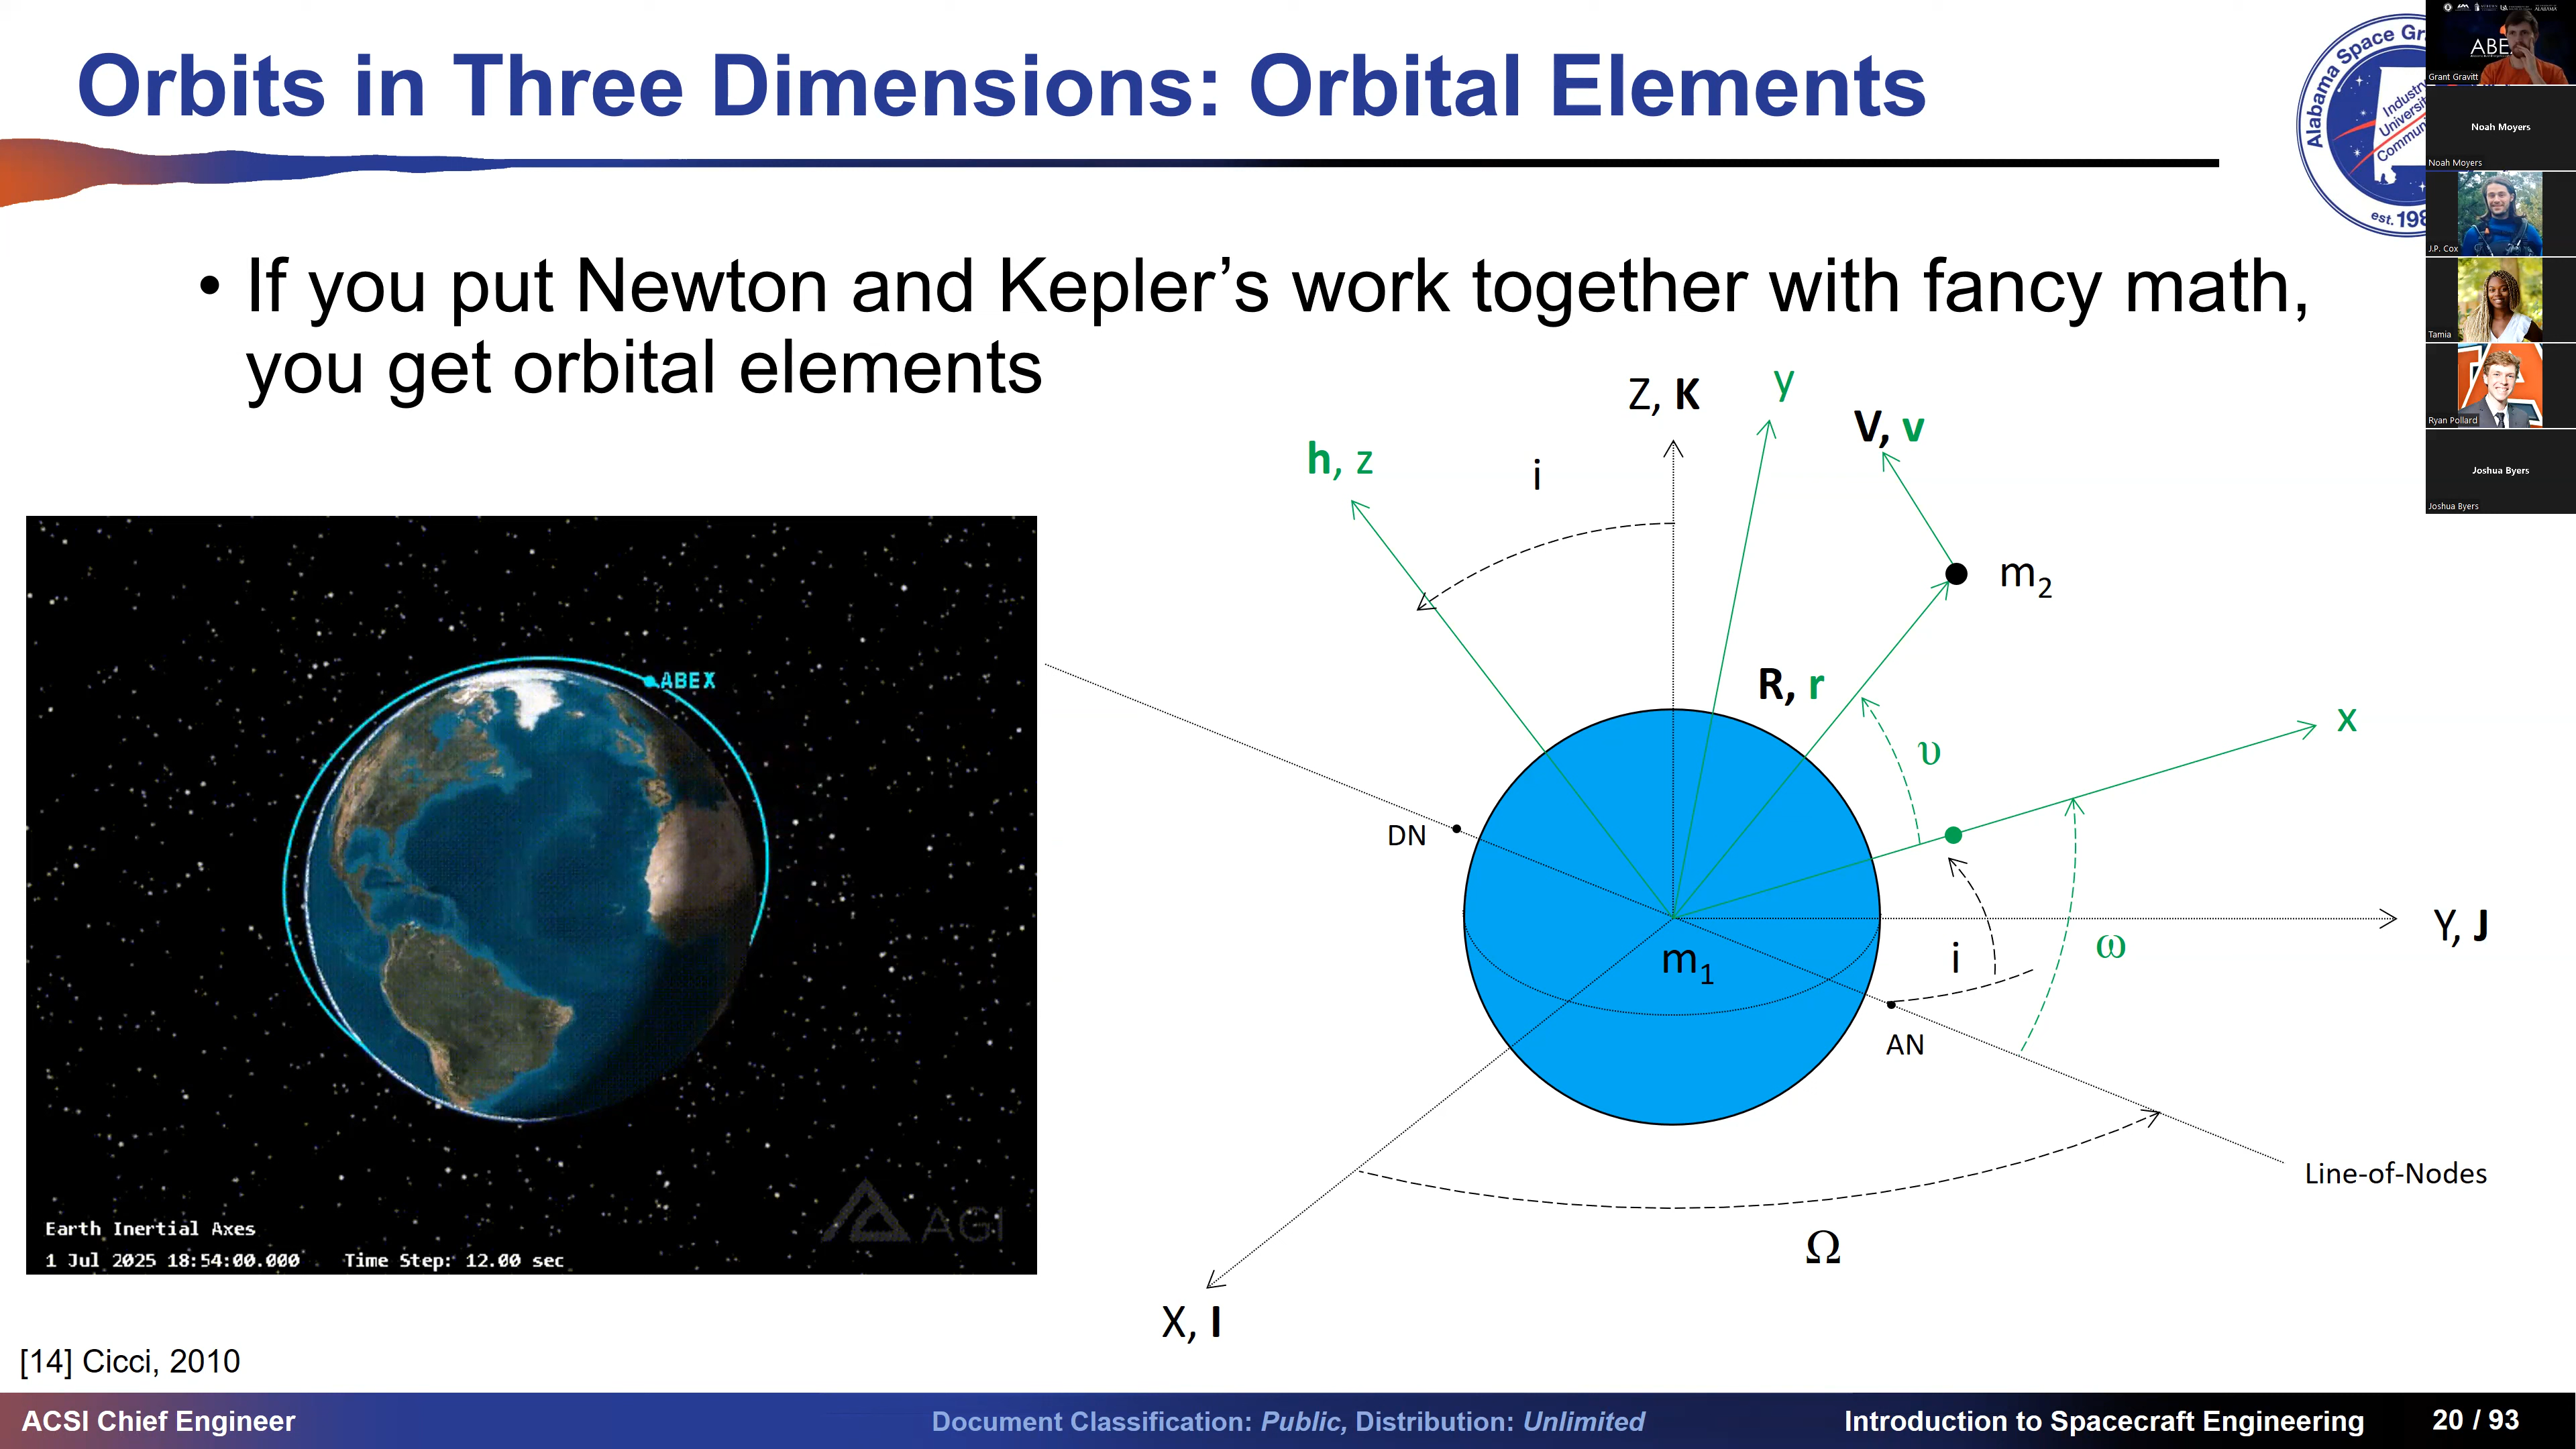 Orbits in Three Dimensions: Orbital Elements
Alabama Space Gr
Industr
Universit
Commun
est. 198
ABE
Grant Gravitt
Noah Moyers
Noah Moyers
J.P. Cox
Tamia
Ryan Pollard
Joshua Byers
Joshua Byers
• If you put Newton and Kepler’s work together with fancy math,
you get orbital elements
Z, K
y
V, v
h, z
i
m2
R, r
x
υ
DN
Y, J
m1
i
ω
AN
Line-of-Nodes
Ω
X, I
ABEX
AGI
Earth Inertial Axes
1 Jul 2025 18:54:00.000 Time Step: 12.00 sec
[14] Cicci, 2010
ACSI Chief Engineer
Document Classification: Public, Distribution: Unlimited
Introduction to Spacecraft Engineering
20 / 93